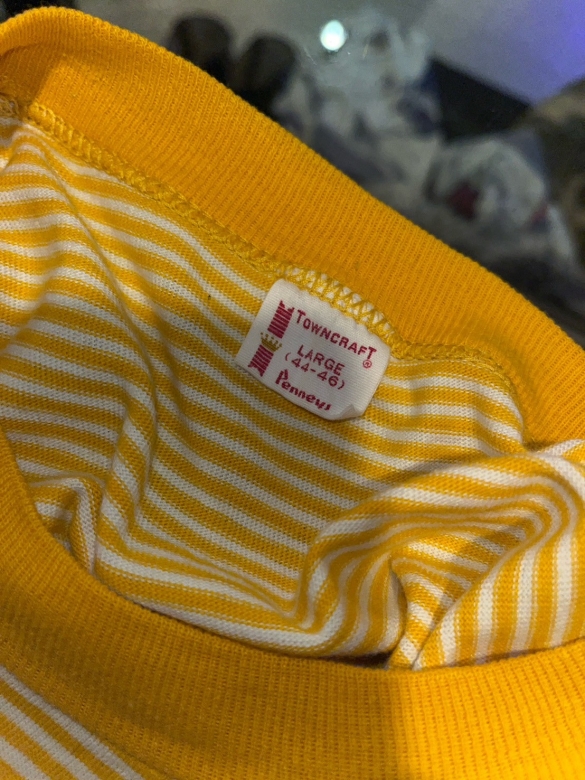 TOWNCRAFT®
LARGE
(44-46)
Penneys